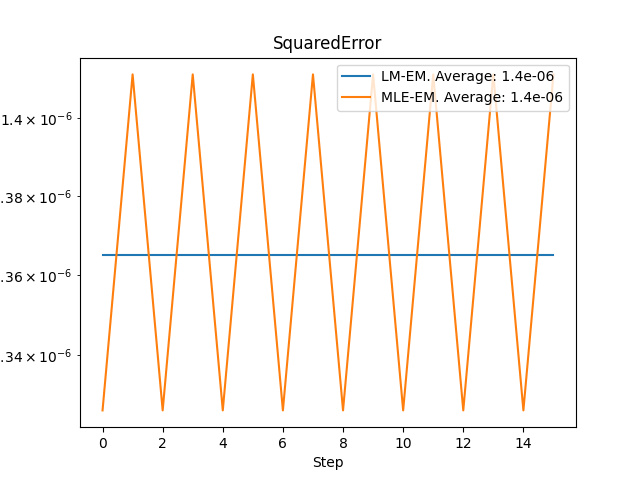 SquaredError
LM-EM. Average: 1.4e-06
MLE-EM. Average: 1.4e-06
1.4 × 10⁻⁶
.38 × 10⁻⁶
.36 × 10⁻⁶
.34 × 10⁻⁶
0 2 4 6 8 10 12 14
Step